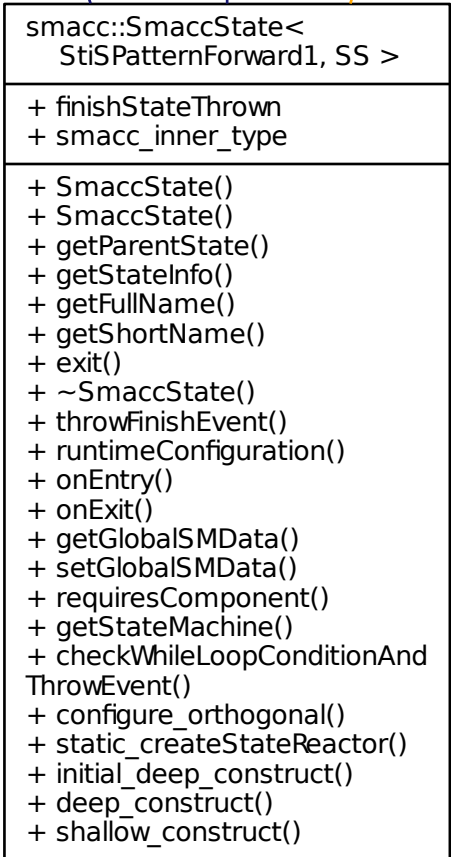 smacc::SmaccState<
StiSPatternForward1, SS >
+ finishStateThrown
+ smacc_inner_type
+ SmaccState()
+ SmaccState()
+ getParentState()
+ getStateInfo()
+ getFullName()
+ getShortName()
+ exit()
+ ~SmaccState()
+ throwFinishEvent()
+ runtimeConfiguration()
+ onEntry()
+ onExit()
+ getGlobalSMData()
+ setGlobalSMData()
+ requiresComponent()
+ getStateMachine()
+ checkWhileLoopConditionAnd
ThrowEvent()
+ configure_orthogonal()
+ static_createStateReactor()
+ initial_deep_construct()
+ deep_construct()
+ shallow_construct()